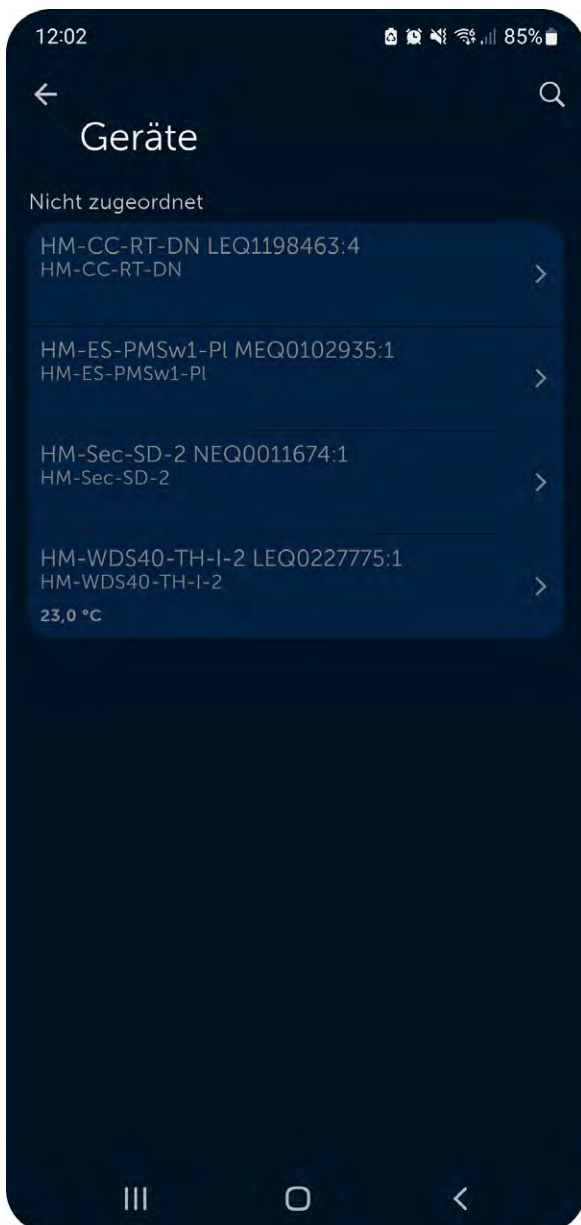 12:02
85%
Geräte
Nicht zugeordnet
HM-CC-RT-DN LEQ1198463:4
HM-CC-RT-DN
HM-ES-PMSw1-Pl MEQ0102935:1
HM-ES-PMSw1-Pl
HM-Sec-SD-2 NEQ0011674:1
HM-Sec-SD-2
HM-WDS40-TH-I-2 LEQ0227775:1
HM-WDS40-TH-I-2
23,0 °C